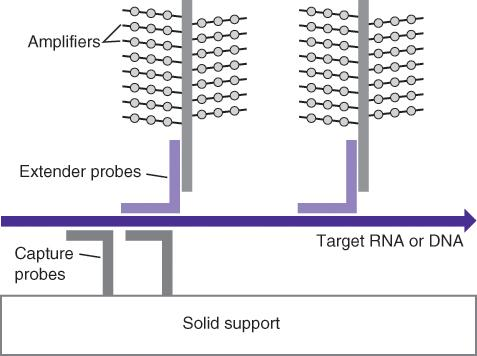 Amplifiers
Extender probes
Target RNA or DNA
Capture
probes
Solid support